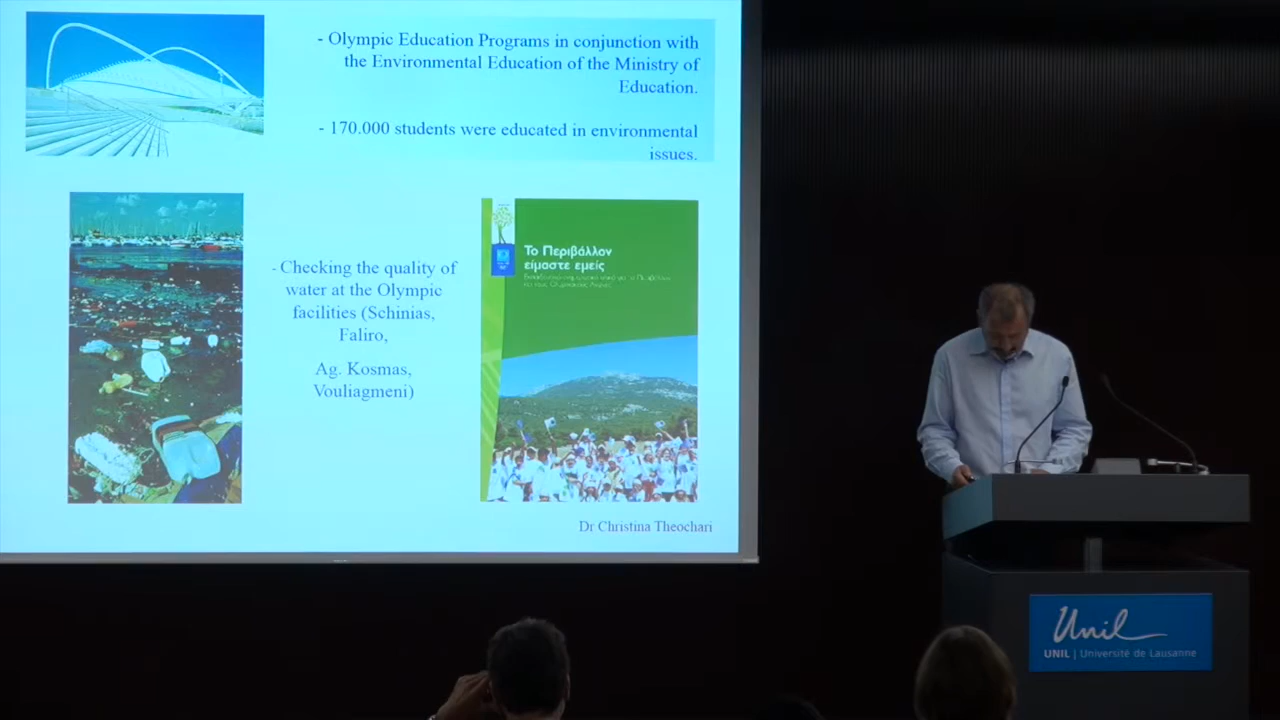 - Olympic Education Programs in conjunction with
the Environmental Education of the Ministry of
Education.
- 170.000 students were educated in environmental
issues.
- Checking the quality of
water at the Olympic
facilities (Schinias,
Faliro,
Ag. Kosmas,
Vouliagmeni)
Το Περιβάλλον
είμαστε εμείς
Dr Christina Theochari
Unil
UNIL | Université de Lausanne